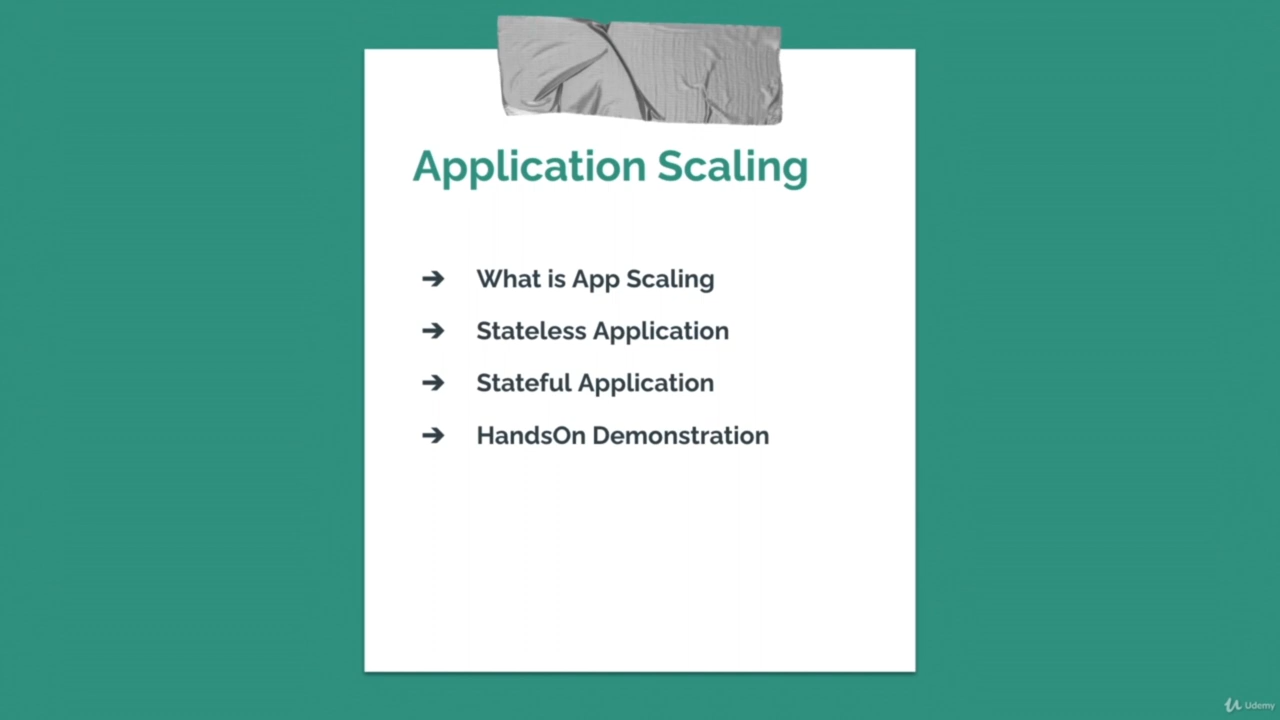 Application Scaling
➔ What is App Scaling
➔ Stateless Application
➔ Stateful Application
➔ HandsOn Demonstration
Udemy